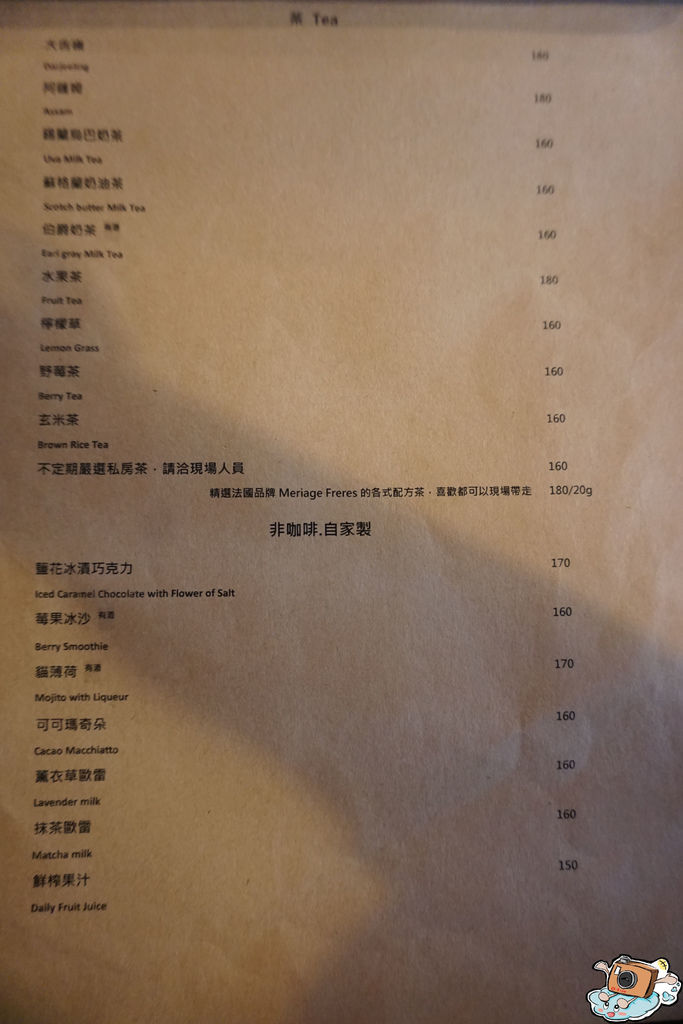 茶 Tea
大吉嶺 180
Darjeeling
阿薩姆 180
Assam
錫蘭烏巴奶茶 160
Uva Milk Tea
蘇格蘭奶油茶 160
Scotch butter Milk Tea
伯爵奶茶 有酒 160
Earl gray Milk Tea
水果茶 180
Fruit Tea
檸檬草 160
Lemon Grass
野莓茶 160
Berry Tea
玄米茶 160
Brown Rice Tea
不定期嚴選私房茶，請洽現場人員 160
精選法國品牌 Meriage Freres 的各式配方茶，喜歡都可以現場帶走 180/20g
非咖啡.自家製
鹽花冰漬巧克力 170
Iced Caramel Chocolate with Flower of Salt
莓果冰沙 有酒 160
Berry Smoothie
貓薄荷 有酒 170
Mojito with Liqueur
可可瑪奇朵 160
Cacao Macchiatto
薰衣草歐蕾 160
Lavender milk
抹茶歐蕾 160
Matcha milk
鮮榨果汁 150
Daily Fruit Juice